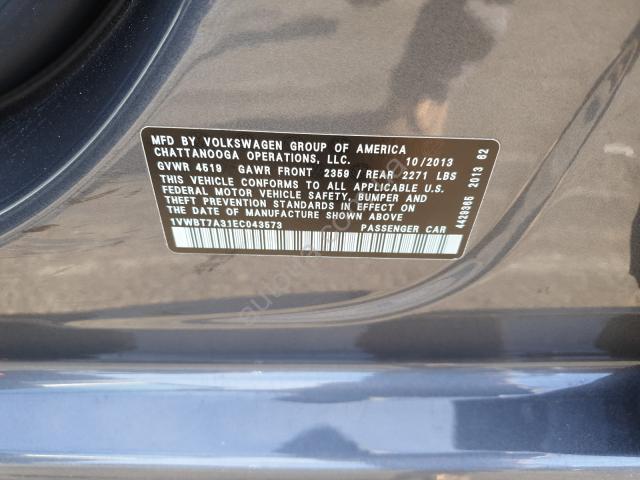 MFD BY VOLKSWAGEN GROUP OF AMERICA
CHATTANOOGA OPERATIONS, LLC. 10/2013
GVWR 4519 GAWR FRONT 2359 / REAR 2271 LBS
THIS VEHICLE CONFORMS TO ALL APPLICABLE U.S.
FEDERAL MOTOR VEHICLE SAFETY, BUMPER AND
THEFT PREVENTION STANDARDS IN EFFECT ON
THE DATE OF MANUFACTURE SHOWN ABOVE.
1VWBT7A31EC043573 PASSENGER CAR
4429365 2013 62